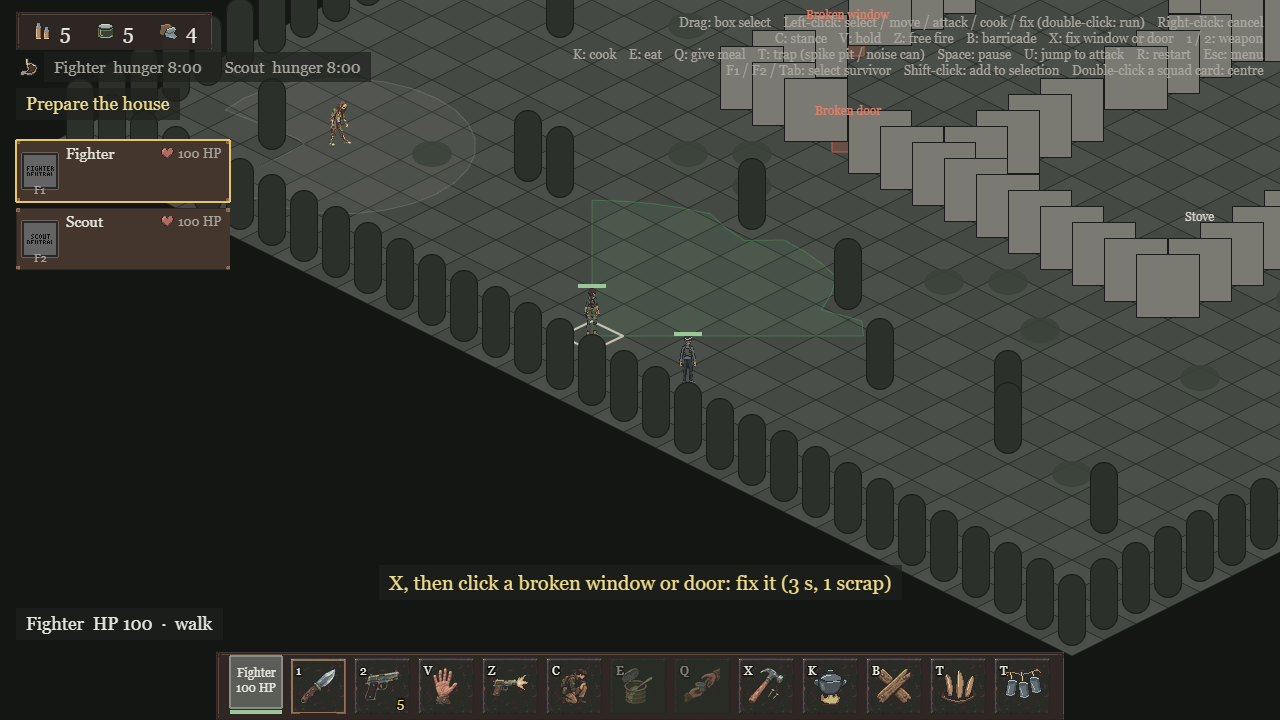 5 5 4
Fighter hunger 8:00 Scout hunger 8:00
Prepare the house
Fighter 100 HP
FIGHTER
NEUTRAL
F1
Scout 100 HP
SCOUT
NEUTRAL
F2
Broken window
Drag: box select Left-click: select / move / attack / cook / fix (double-click: run) Right-click: cancel
C: stance V: hold Z: free fire B: barricade X: fix window or door 1 / 2: weapon
K: cook E: eat Q: give meal T: trap (spike pit / noise can) Space: pause U: jump to attack R: restart Esc: menu
F1 / F2 / Tab: select survivor Shift-click: add to selection Double-click a squad card: centre
Broken door
Stove
X, then click a broken window or door: fix it (3 s, 1 scrap)
Fighter HP 100 · walk
Fighter
100 HP
1 2 5 V Z C E Q X K B T T